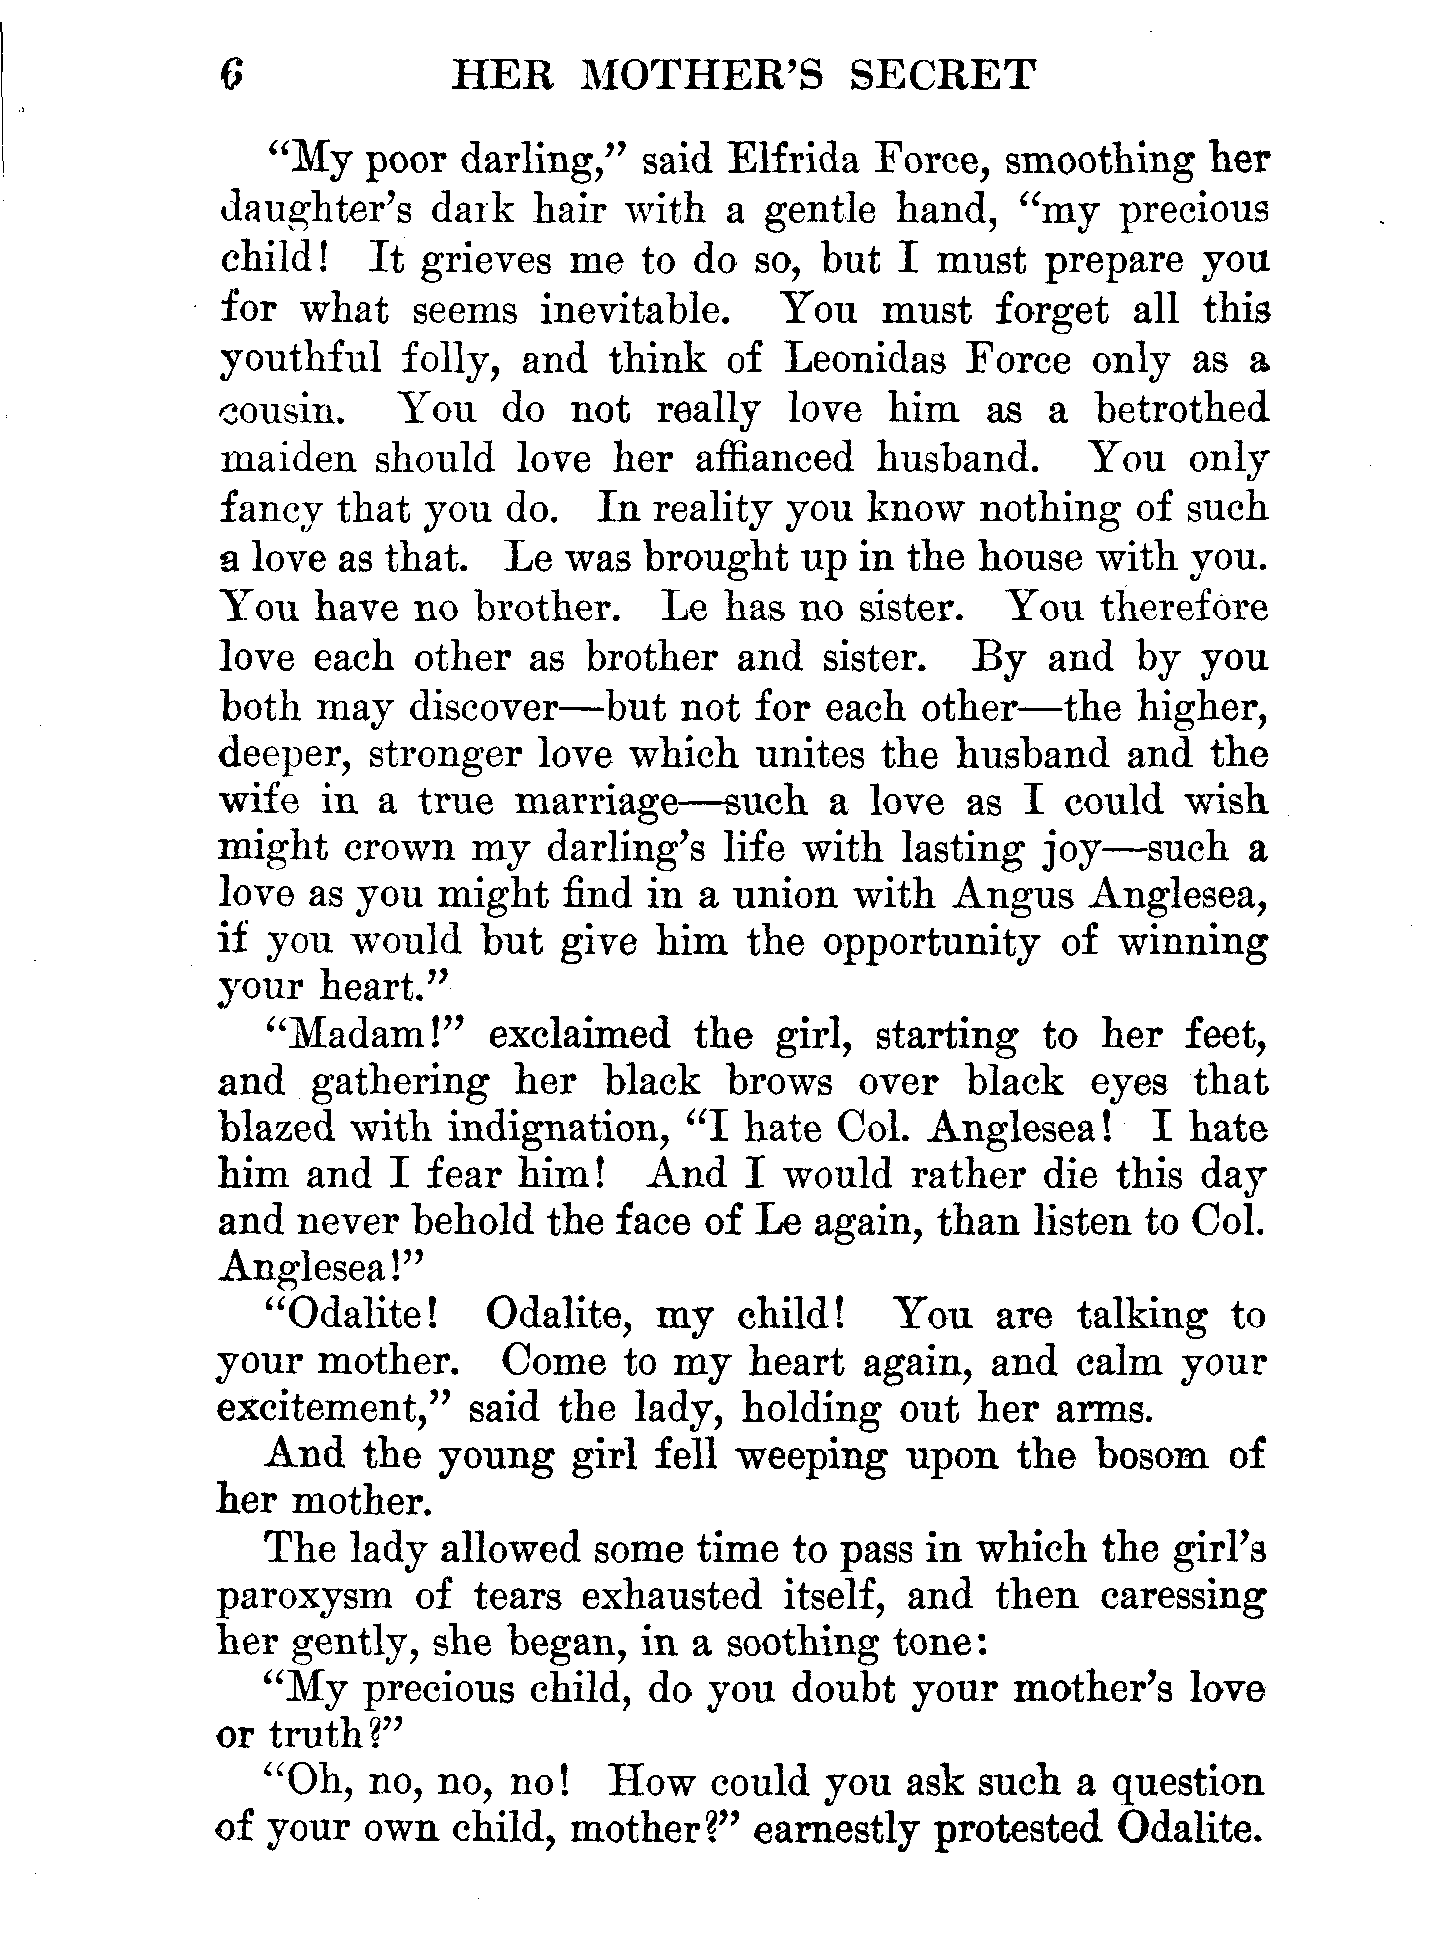 6 HER MOTHER'S SECRET
"My poor darling," said Elfrida Force, smoothing her
daughter's dark hair with a gentle hand, "my precious
child! It grieves me to do so, but I must prepare you
for what seems inevitable. You must forget all this
youthful folly, and think of Leonidas Force only as a
cousin. You do not really love him as a betrothed
maiden should love her affianced husband. You only
fancy that you do. In reality you know nothing of such
a love as that. Le was brought up in the house with you.
You have no brother. Le has no sister. You therefore
love each other as brother and sister. By and by you
both may discover—but not for each other—the higher,
deeper, stronger love which unites the husband and the
wife in a true marriage—such a love as I could wish
might crown my darling's life with lasting joy—such a
love as you might find in a union with Angus Anglesea,
if you would but give him the opportunity of winning
your heart."
"Madam!" exclaimed the girl, starting to her feet,
and gathering her black brows over black eyes that
blazed with indignation, "I hate Col. Anglesea! I hate
him and I fear him! And I would rather die this day
and never behold the face of Le again, than listen to Col.
Anglesea!"
"Odalite! Odalite, my child! You are talking to
your mother. Come to my heart again, and calm your
excitement," said the lady, holding out her arms.
And the young girl fell weeping upon the bosom of
her mother.
The lady allowed some time to pass in which the girl's
paroxysm of tears exhausted itself, and then caressing
her gently, she began, in a soothing tone:
"My precious child, do you doubt your mother's love
or truth?"
"Oh, no, no, no! How could you ask such a question
of your own child, mother?" earnestly protested Odalite.